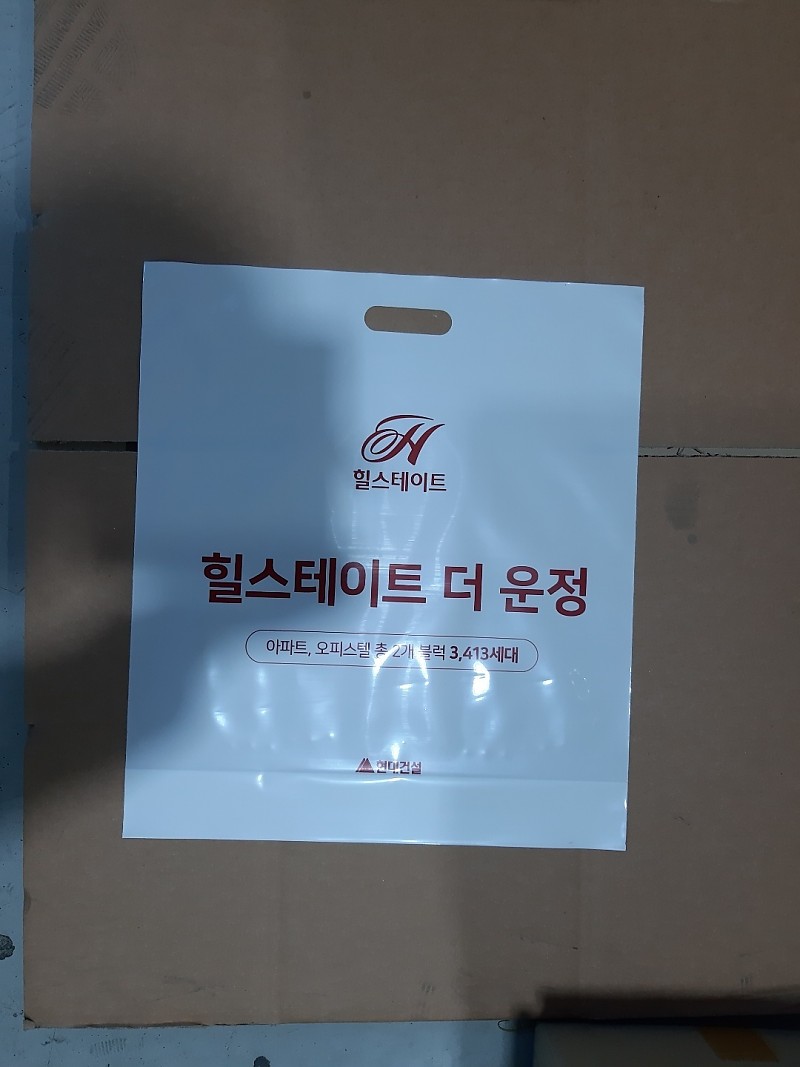 힐스테이트
힐스테이트 더 운정
아파트, 오피스텔 총 2개 블럭 3,413세대
현대건설